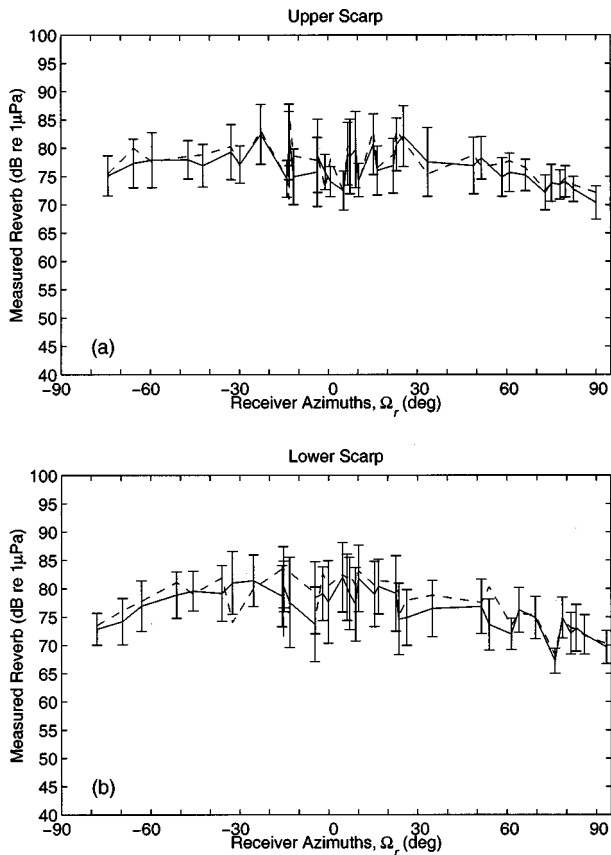 Upper Scarp
100
95
90
85
80
75
70
65
60
55
50
45
40
Measured Reverb (dB re 1μPa)
(a)
−90 −60 −30 0 30 60 90
Receiver Azimuths, Ωr (deg)
Lower Scarp
100
95
90
85
80
75
70
65
60
55
50
45
40
Measured Reverb (dB re 1μPa)
(b)
−90 −60 −30 0 30 60 90
Receiver Azimuths, Ωr (deg)